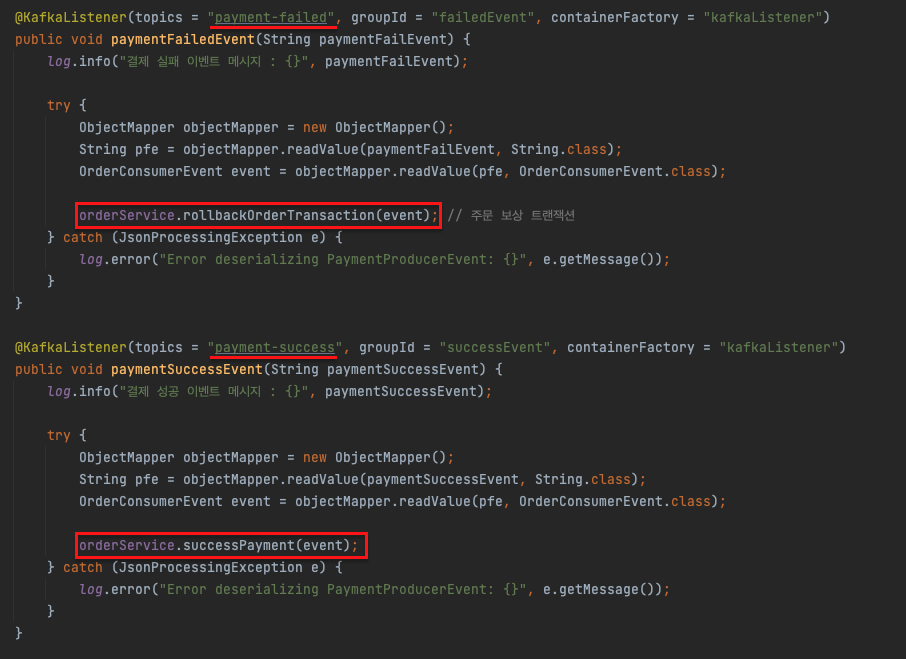 @KafkaListener(topics = "payment-failed", groupId = "failedEvent", containerFactory = "kafkaListener")
public void paymentFailedEvent(String paymentFailEvent) {
    log.info("결제 실패 이벤트 메시지 : {}", paymentFailEvent);
    try {
        ObjectMapper objectMapper = new ObjectMapper();
        String pfe = objectMapper.readValue(paymentFailEvent, String.class);
        OrderConsumerEvent event = objectMapper.readValue(pfe, OrderConsumerEvent.class);
        orderService.rollbackOrderTransaction(event); // 주문 보상 트랜잭션
    } catch (JsonProcessingException e) {
        log.error("Error deserializing PaymentProducerEvent: {}", e.getMessage());
    }
}
@KafkaListener(topics = "payment-success", groupId = "successEvent", containerFactory = "kafkaListener")
public void paymentSuccessEvent(String paymentSuccessEvent) {
    log.info("결제 성공 이벤트 메시지 : {}", paymentSuccessEvent);
    try {
        ObjectMapper objectMapper = new ObjectMapper();
        String pfe = objectMapper.readValue(paymentSuccessEvent, String.class);
        OrderConsumerEvent event = objectMapper.readValue(pfe, OrderConsumerEvent.class);
        orderService.successPayment(event);
    } catch (JsonProcessingException e) {
        log.error("Error deserializing PaymentProducerEvent: {}", e.getMessage());
    }
}